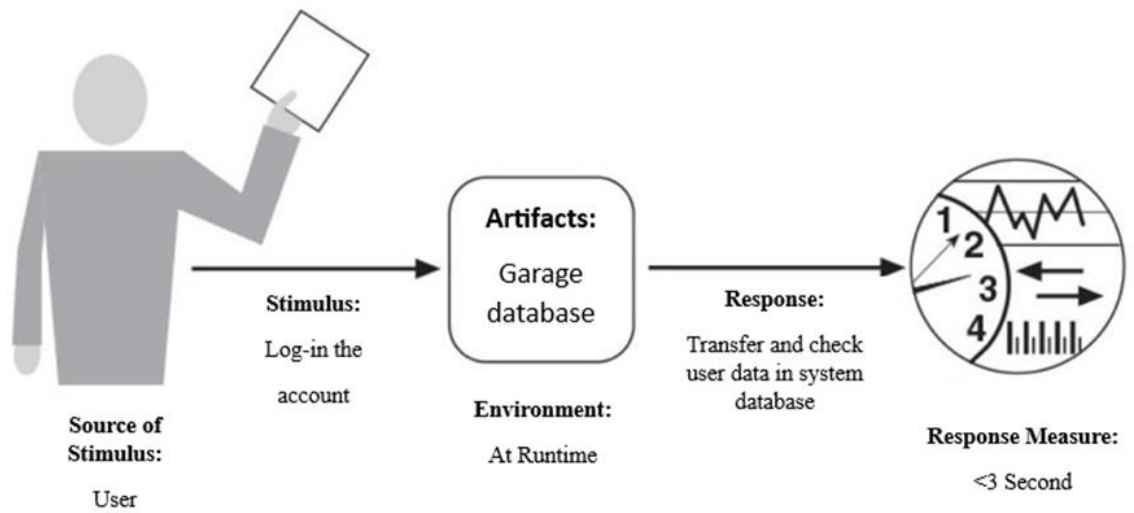 Source of
Stimulus:
User
Stimulus:
Log-in the
account
Artifacts:
Garage
database
Environment:
At Runtime
Response:
Transfer and check
user data in system
database
1
2
3
4
Response Measure:
<3 Second